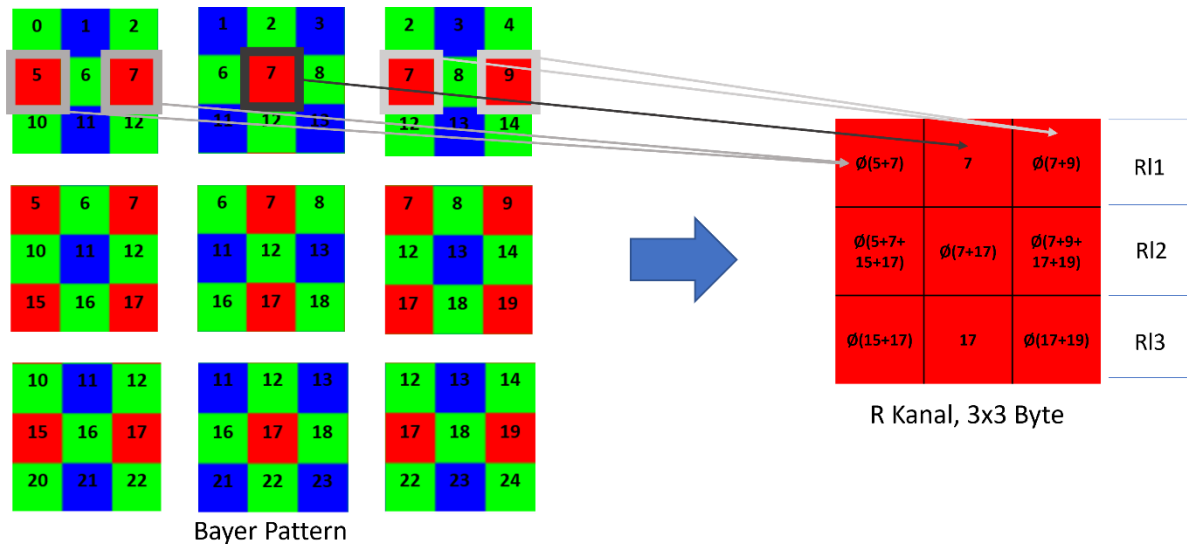 0 1 2
5 6 7
10 11 12
1 2 3
6 7 8
11 12 13
2 3 4
7 8 9
12 13 14
5 6 7
10 11 12
15 16 17
6 7 8
11 12 13
16 17 18
7 8 9
12 13 14
17 18 19
10 11 12
15 16 17
20 21 22
11 12 13
16 17 18
21 22 23
12 13 14
17 18 19
22 23 24
Bayer Pattern
Ø(5+7) 7 Ø(7+9) Rl1
Ø(5+7+
15+17)
Ø(7+17)
Ø(7+9+
17+19)
Rl2
Ø(15+17) 17 Ø(17+19) Rl3
R Kanal, 3x3 Byte